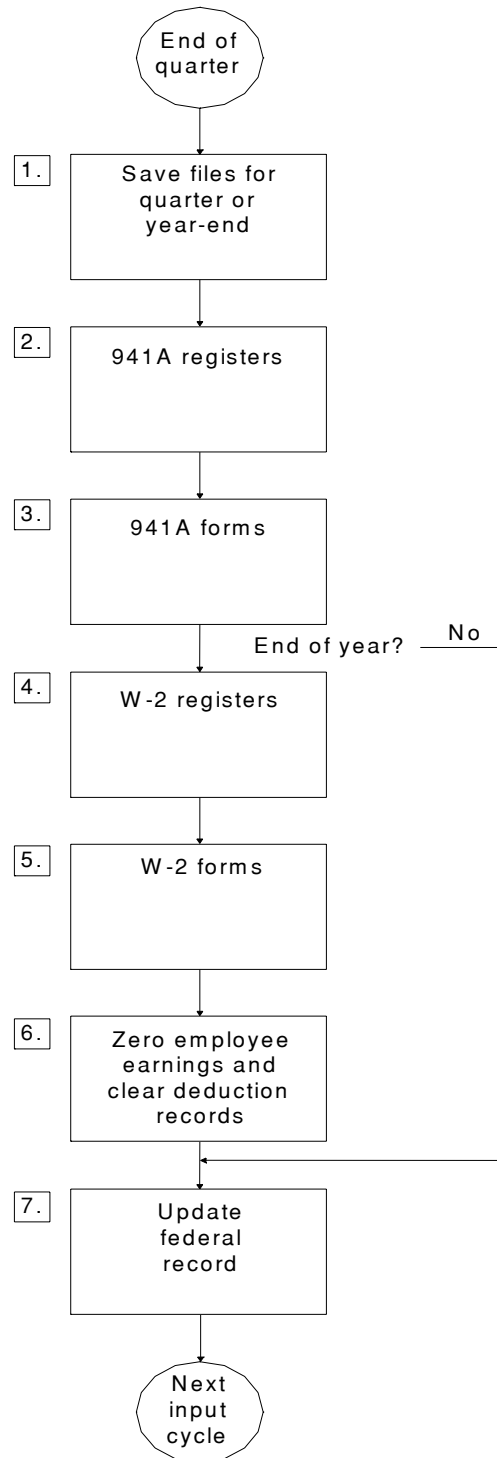 End of
quarter
1.
Save files for
quarter or
year-end
2.
941A registers
3.
941A forms
End of year?
No
4.
W-2 registers
5.
W-2 forms
6.
Zero employee
earnings and
clear deduction
records
7.
Update
federal
record
Next
input
cycle